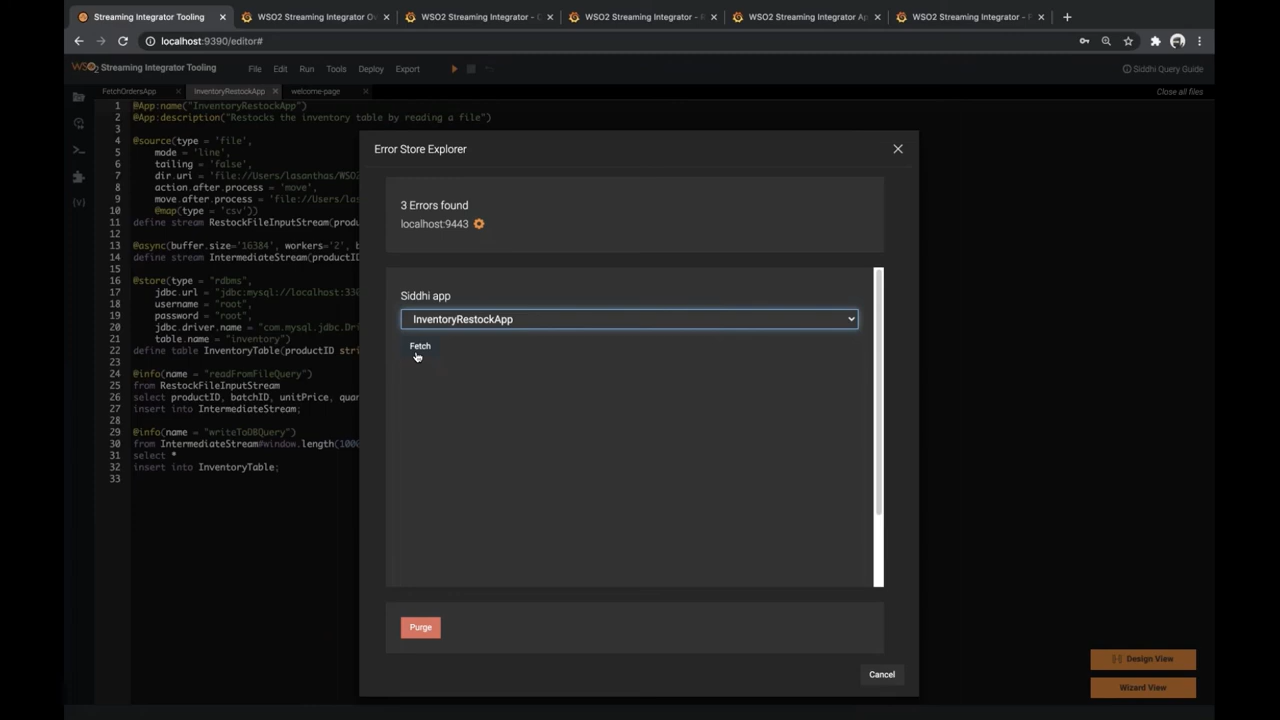 Streaming Integrator Tooling
WSO2 Streaming Integrator Ov
WSO2 Streaming Integrator - C
WSO2 Streaming Integrator - R
WSO2 Streaming Integrator Ap
WSO2 Streaming Integrator - F
localhost:9390/editor#
WSO2 Streaming Integrator Tooling
File Edit Run Tools Deploy Export
Siddhi Query Guide
FetchOrdersApp InventoryRestockApp welcome-page
Close all files
1 @App:name("InventoryRestockApp")
2 @App:description("Restocks the inventory table by reading a file")
3
4 @source(type = 'file',
5 mode = 'line',
6 tailing = 'false',
7 dir.uri = 'file://Users/lasanthas/WSO2
8 action.after.process = 'move',
9 move.after.process = 'file://Users/las
10 @map(type = 'csv'))
11 define stream RestockFileInputStream(produc
12
13 @async(buffer.size='16384', workers='2', b
14 define stream IntermediateStream(productID
15
16 @store(type = "rdbms",
17 jdbc.url = "jdbc:mysql://localhost:330
18 username = "root",
19 password = "root",
20 jdbc.driver.name = "com.mysql.jdbc.Dri
21 table.name = "inventory")
22 define table InventoryTable(productID stri
23
24 @info(name = "readFromFileQuery")
25 from RestockFileInputStream
26 select productID, batchID, unitPrice, quan
27 insert into IntermediateStream;
28
29 @info(name = "writeToDBQuery")
30 from IntermediateStream#window.length(1000
31 select *
32 insert into InventoryTable;
33
Error Store Explorer
3 Errors found
localhost:9443
Siddhi app
InventoryRestockApp
Fetch
Purge
Cancel
Design View
Wizard View